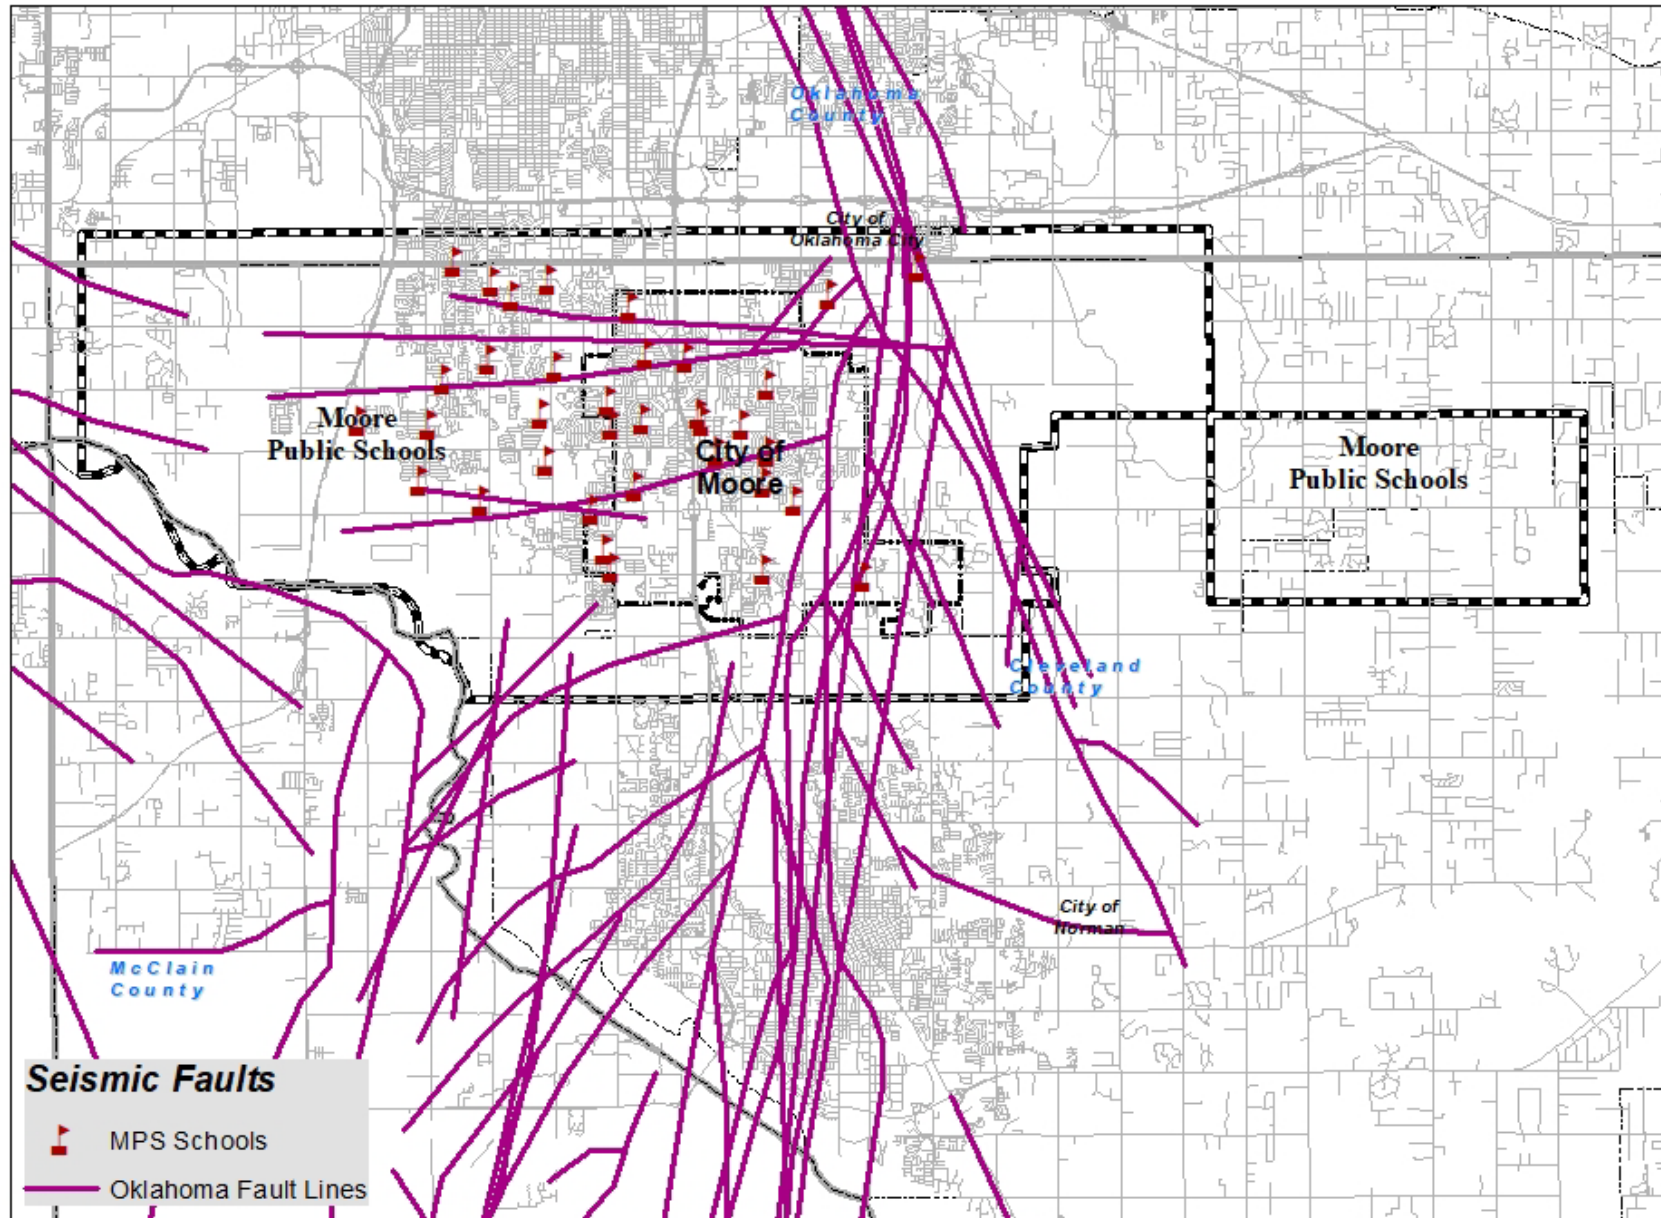 Oklahoma
County
City of
Oklahoma City
Moore
Public Schools
City of
Moore
Moore
Public Schools
Cleveland
County
City of
Norman
McClain
County
Seismic Faults
MPS Schools
Oklahoma Fault Lines